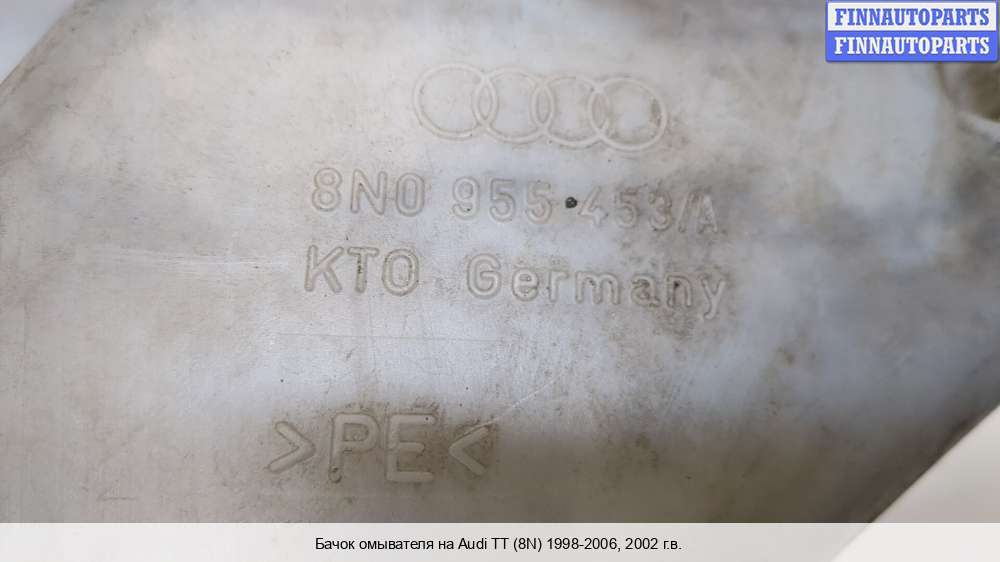 FINNAUTOPARTS
FINNAUTOPARTS
8N0 955 453/A
KTO Germany
>PE<
Бачок омывателя на Audi TT (8N) 1998-2006, 2002 г.в.